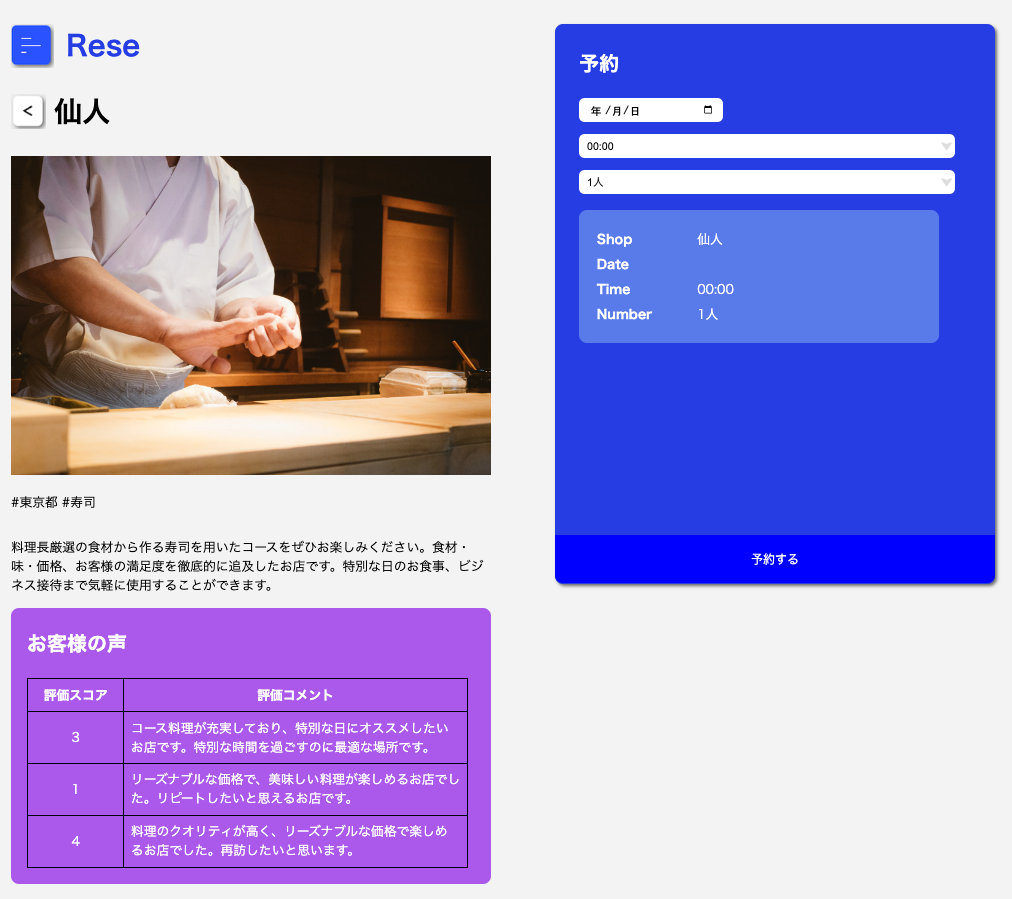 Rese
< 仙人
#東京都 #寿司
料理長厳選の食材から作る寿司を用いたコースをぜひお楽しみください。食材・
味・価格、お客様の満足度を徹底的に追及したお店です。特別な日のお食事、ビジ
ネス接待まで気軽に使用することができます。
お客様の声
評価スコア 評価コメント
3 コース料理が充実しており、特別な日にオススメしたい
お店です。特別な時間を過ごすのに最適な場所です。
1 リーズナブルな価格で、美味しい料理が楽しめるお店でし
た。リピートしたいと思えるお店です。
4 料理のクオリティが高く、リーズナブルな価格で楽しめ
るお店でした。再訪したいと思います。
予約
年 /月/日
00:00
1人
Shop 仙人
Date
Time 00:00
Number 1人
予約する